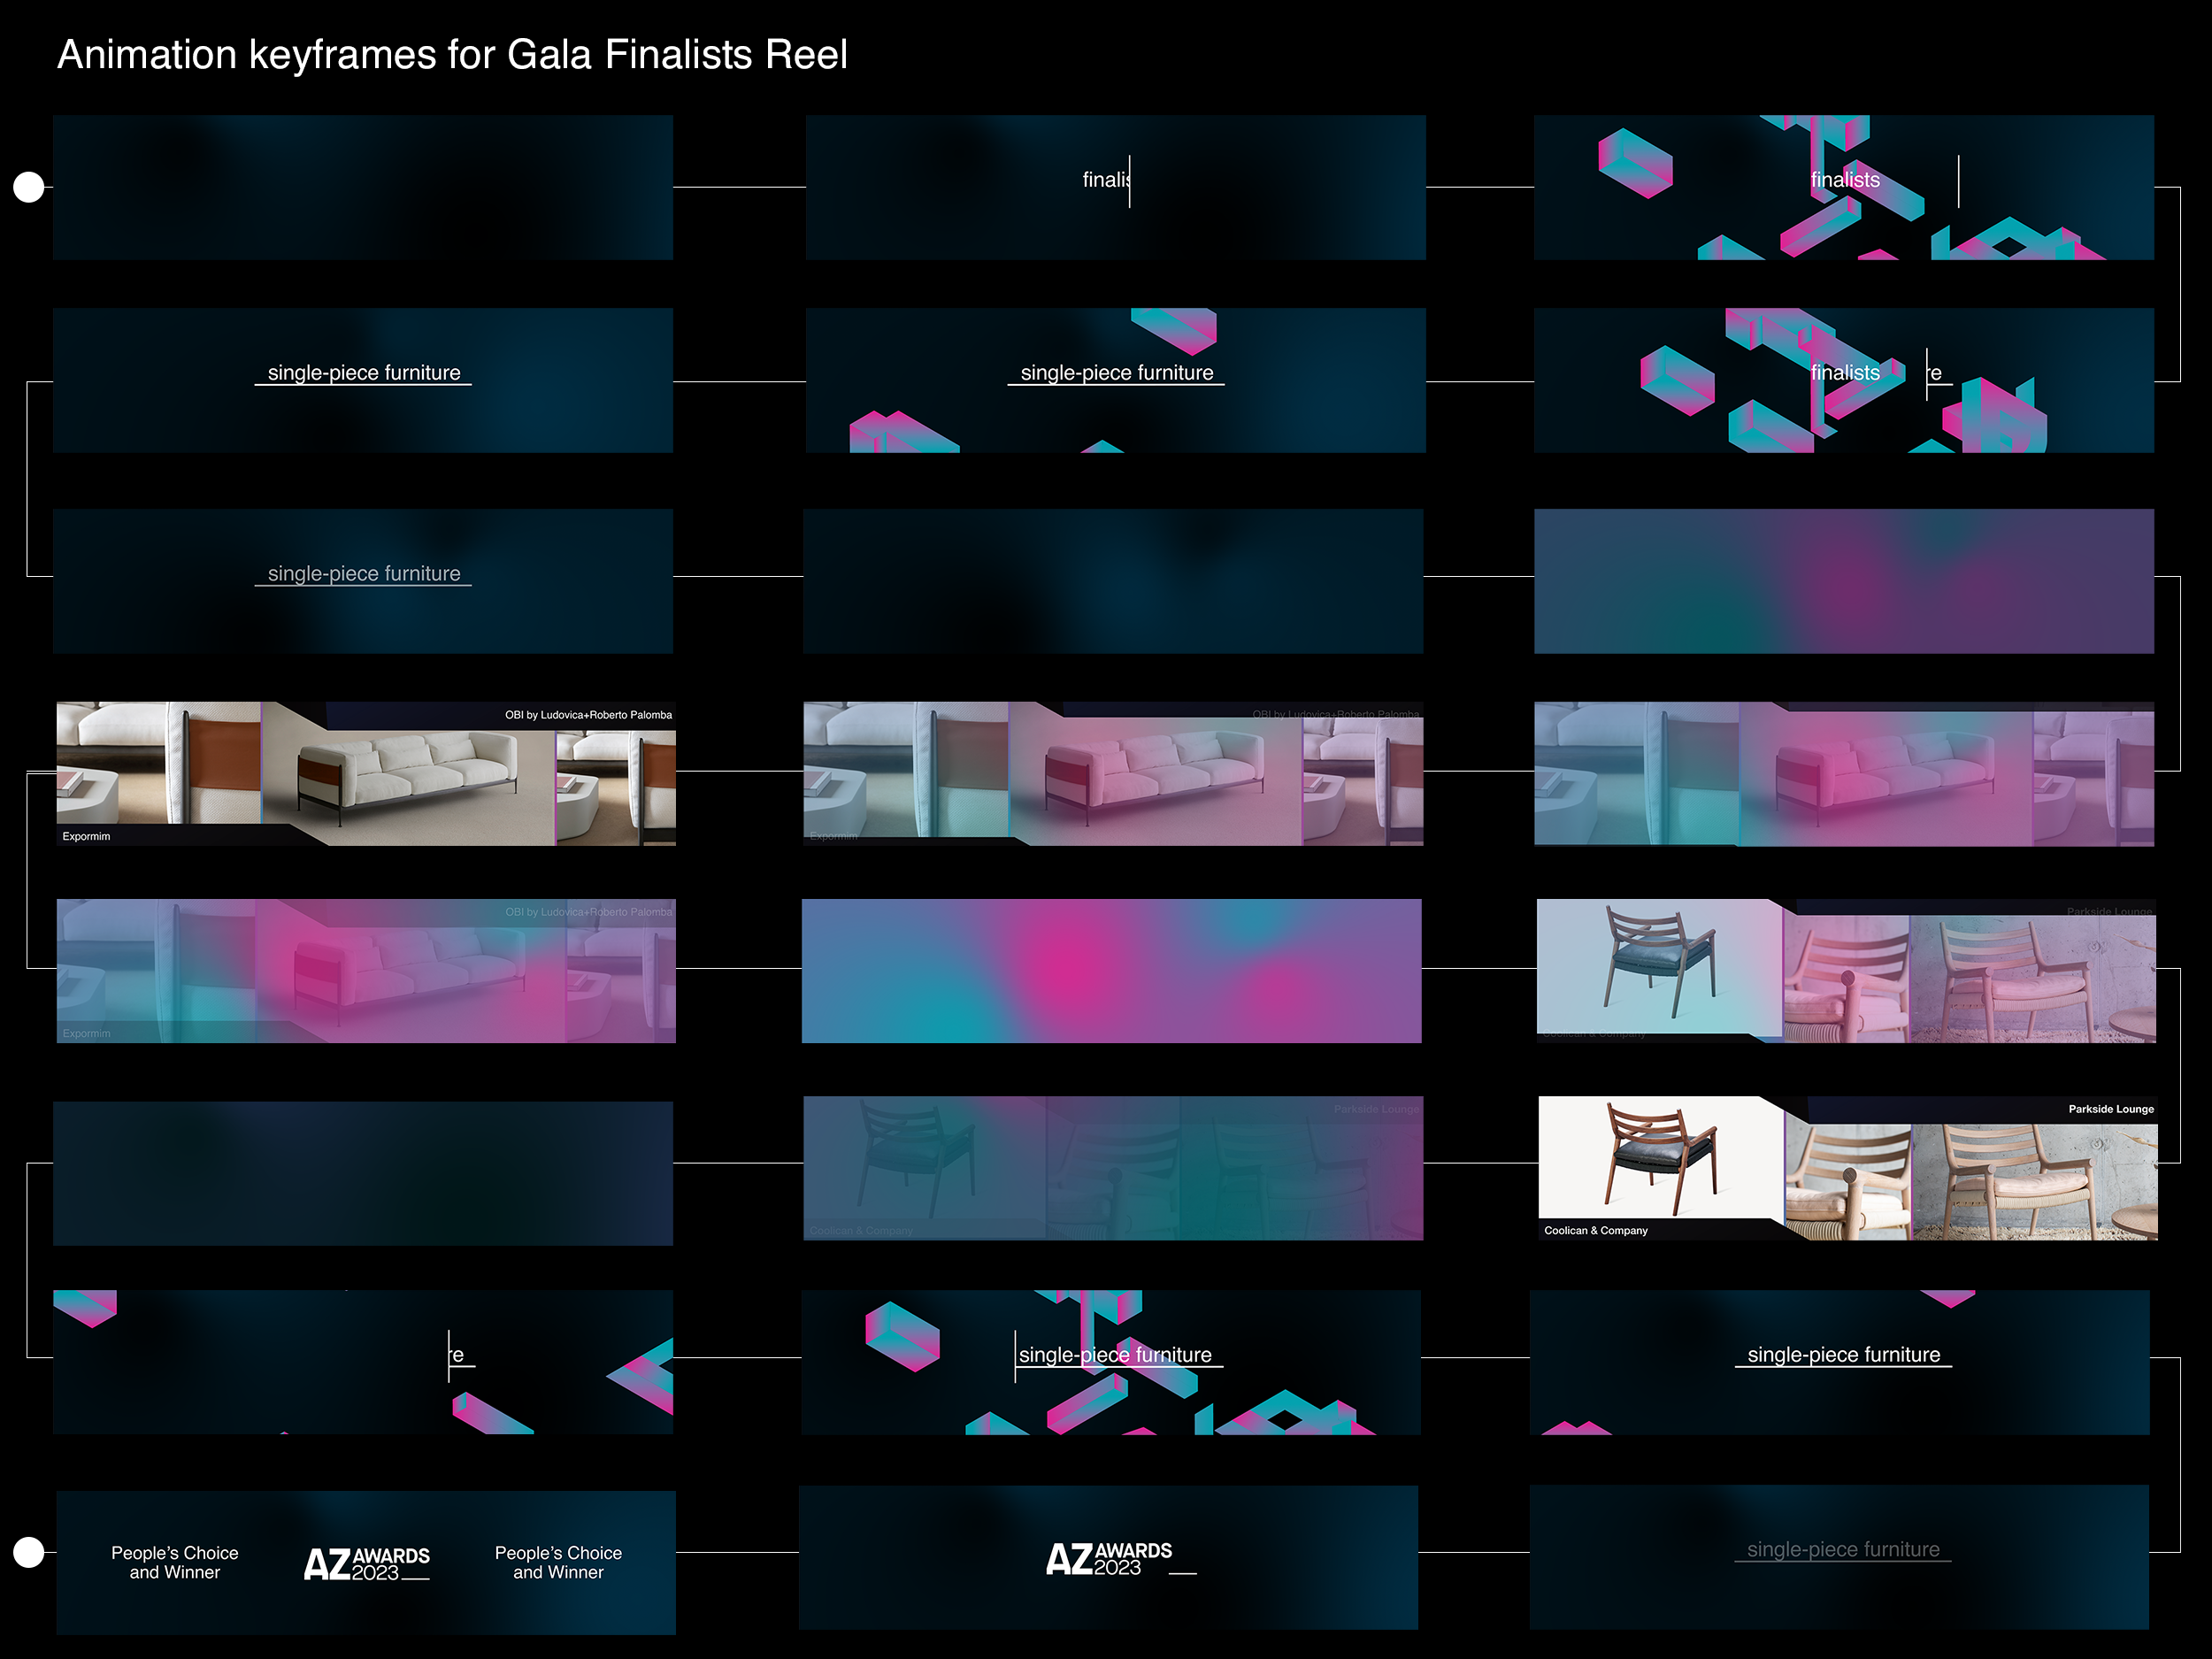 Animation keyframes for Gala Finalists Reel
finalis
finalists
single-piece furniture
single-piece furniture
finalists
re
single-piece furniture
OBI by Ludovica+Roberto Palomba
Expormim
OBI by Ludovica+Roberto Palomba
Expormim
OBI by Ludovica+Roberto Palomba
Expormim
Parkside Lounge
Coolican & Company
Parkside Lounge
Coolican & Company
Parkside Lounge
Coolican & Company
re
single-piece furniture
single-piece furniture
People’s Choice
and Winner
AZ AWARDS
2023
People’s Choice
and Winner
AZ AWARDS
2023
single-piece furniture